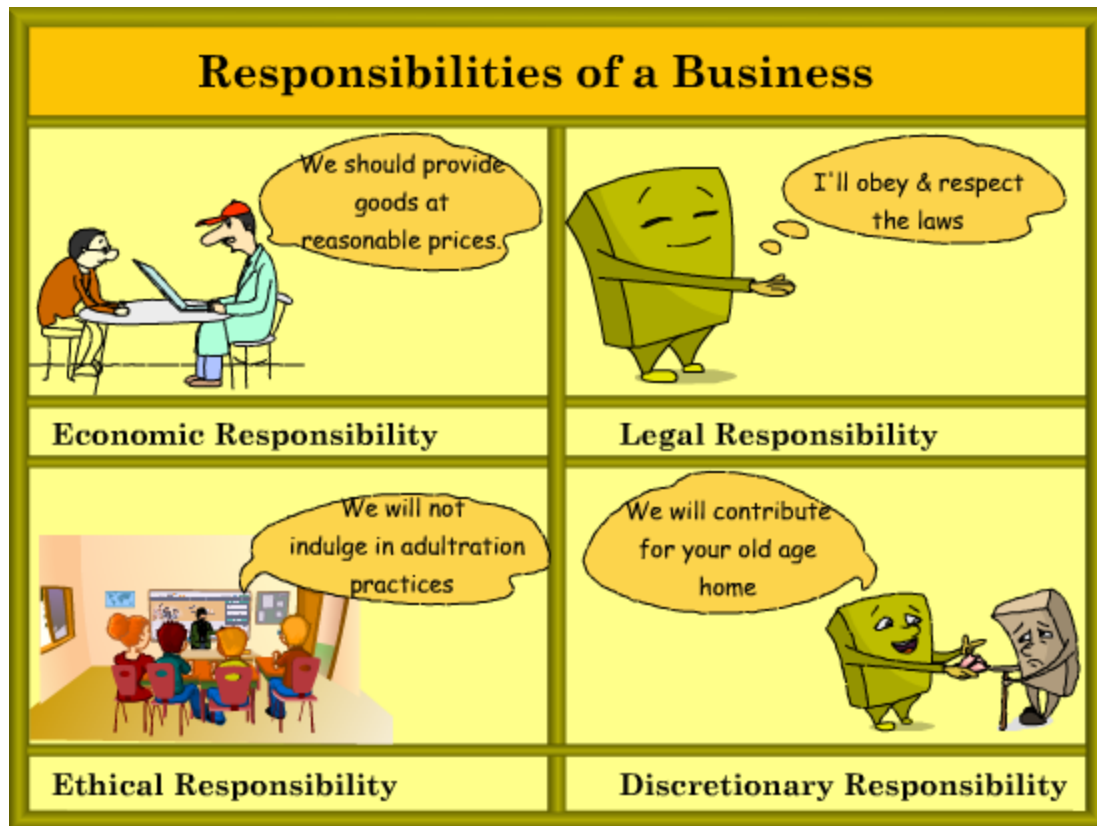 Responsibilities of a Business
We should provide
goods at
reasonable prices.
I'll obey & respect
the laws
Economic Responsibility
Legal Responsibility
We will not
indulge in adultration
practices
We will contribute
for your old age
home
Ethical Responsibility
Discretionary Responsibility